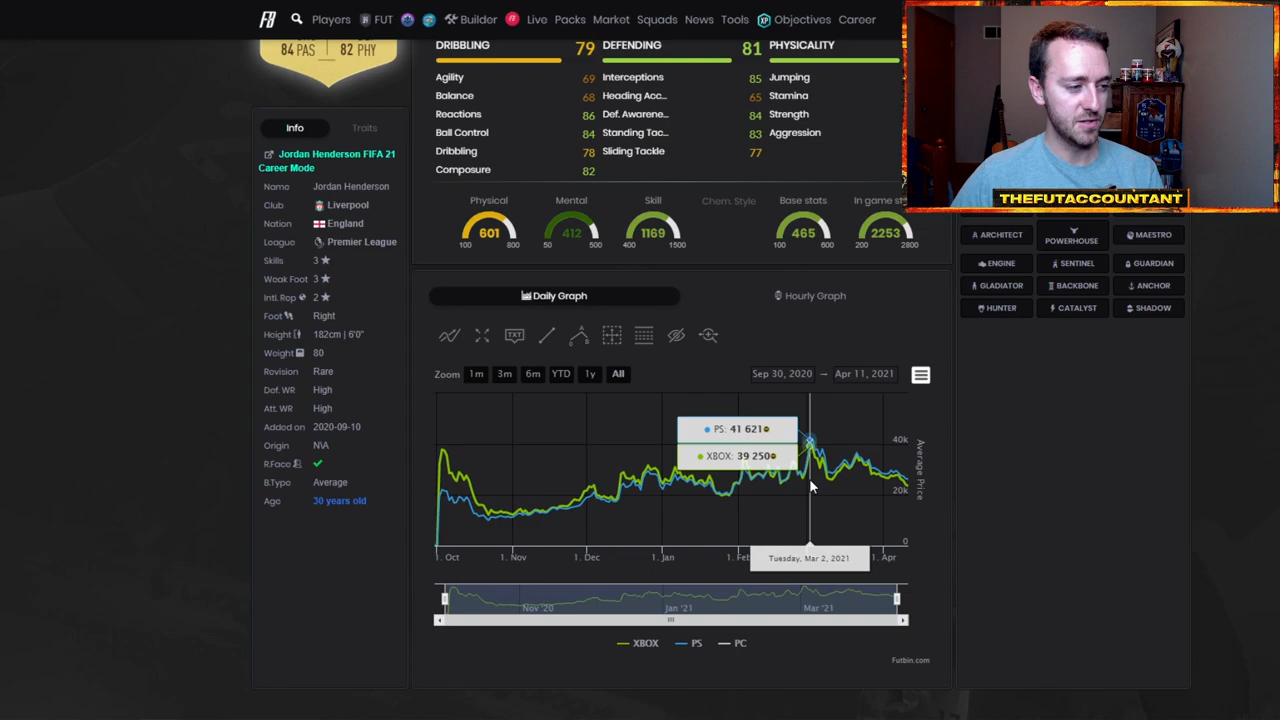 Players FUT Builder Live Packs Market Squads News Tools XP Objectives Career
84 PAS 82 PHY
DRIBBLING 79 DEFENDING 81 PHYSICALITY
Agility 69 Interceptions 85 Jumping
Balance 68 Heading Acc... 65 Stamina
Reactions 86 Def. Awarene... 84 Strength
Ball Control 84 Standing Tac... 83 Aggression
Dribbling 78 Sliding Tackle 77
Composure 82
THEFUTACCOUNTANT
Info Traits
Jordan Henderson FIFA 21
Career Mode
Name Jordan Henderson
Club Liverpool
Nation England
League Premier League
Skills 3
Weak Foot 3
Intl. Rep 2
Foot Right
Height 182cm | 6'0"
Weight 80
Revision Rare
Def. WR High
Att. WR High
Added on 2020-09-10
Origin N\A
R.Face
B.Type Average
Age 30 years old
Physical Mental Skill Chem. Style Base stats In game st
601 412 1169 465 2253
100 800 50 500 400 1500 100 600 200 2800
ARCHITECT POWERHOUSE MAESTRO
ENGINE SENTINEL GUARDIAN
GLADIATOR BACKBONE ANCHOR
HUNTER CATALYST SHADOW
Daily Graph Hourly Graph
TXT
Zoom 1m 3m 6m YTD 1y All Sep 30, 2020 → Apr 11, 2021
PS: 41 621
XBOX: 39 250
40k
20k
0
Average Price
1. Oct 1. Nov 1. Dec 1. Jan 1. Feb Tuesday, Mar 2, 2021 1. Apr
Nov '20 Jan '21 Mar '21
XBOX PS PC
Futbin.com